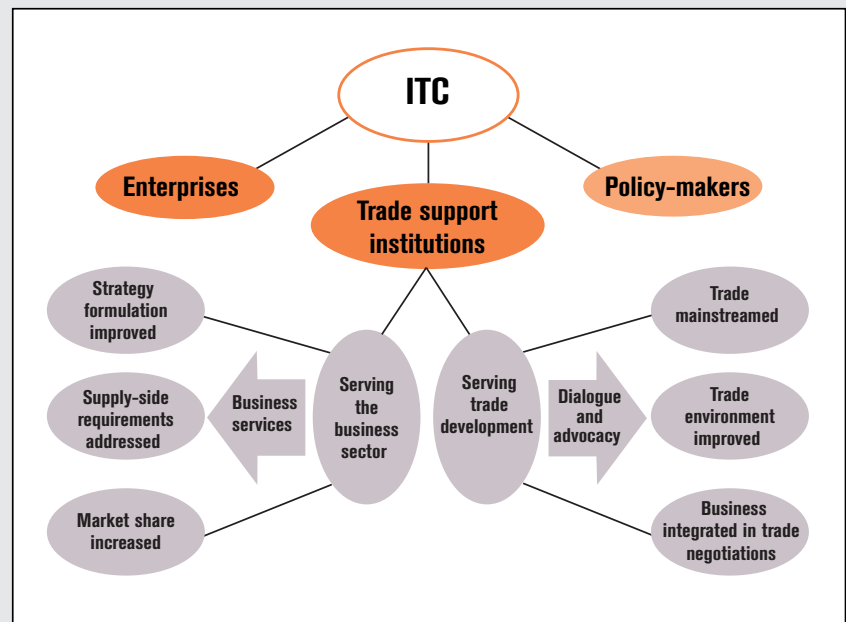 ITC
Enterprises
Policy-makers
Trade support
institutions
Strategy
formulation
improved
Supply-side
requirements
addressed
Market share
increased
Business
services
Serving
the
business
sector
Serving
trade
development
Dialogue
and
advocacy
Trade
mainstreamed
Trade
environment
improved
Business
integrated in trade
negotiations